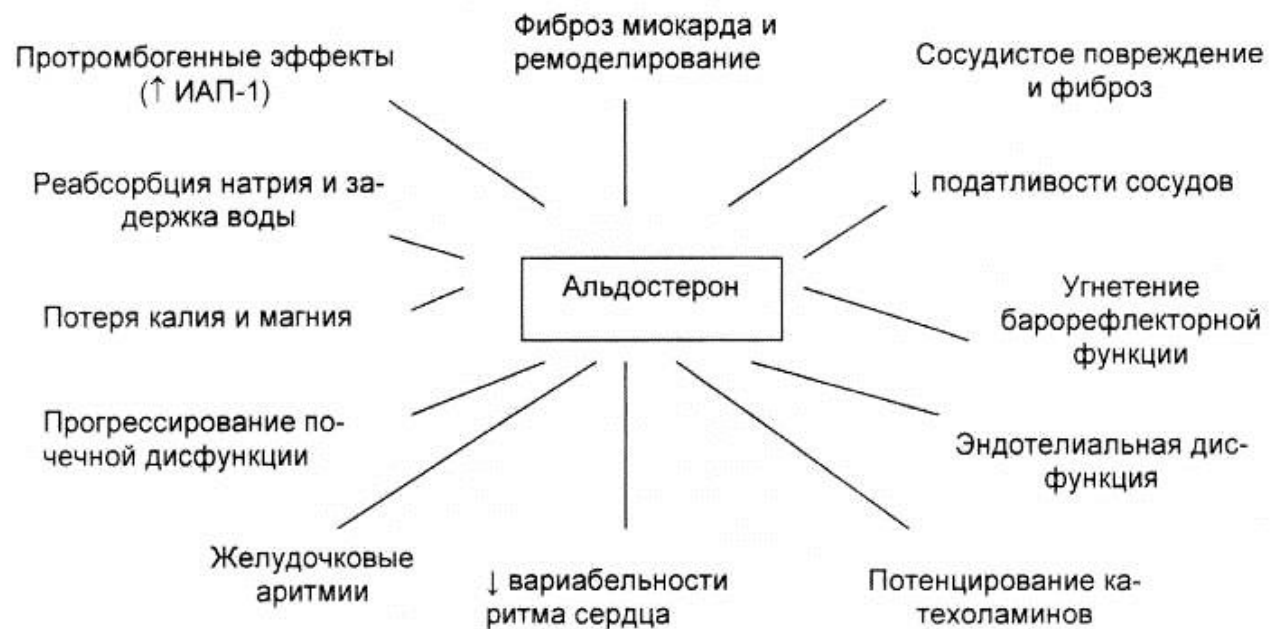 Фиброз миокарда и
ремоделирование
Протромбогенные эффекты
(↑ ИАП-1)
Сосудистое повреждение
и фиброз
Реабсорбция натрия и за-
держка воды
↓ податливости сосудов
Альдостерон
Потеря калия и магния
Угнетение
барорефлекторной
функции
Прогрессирование по-
чечной дисфункции
Эндотелиальная дис-
функция
Желудочковые
аритмии
↓ вариабельности
ритма сердца
Потенцирование ка-
техоламинов